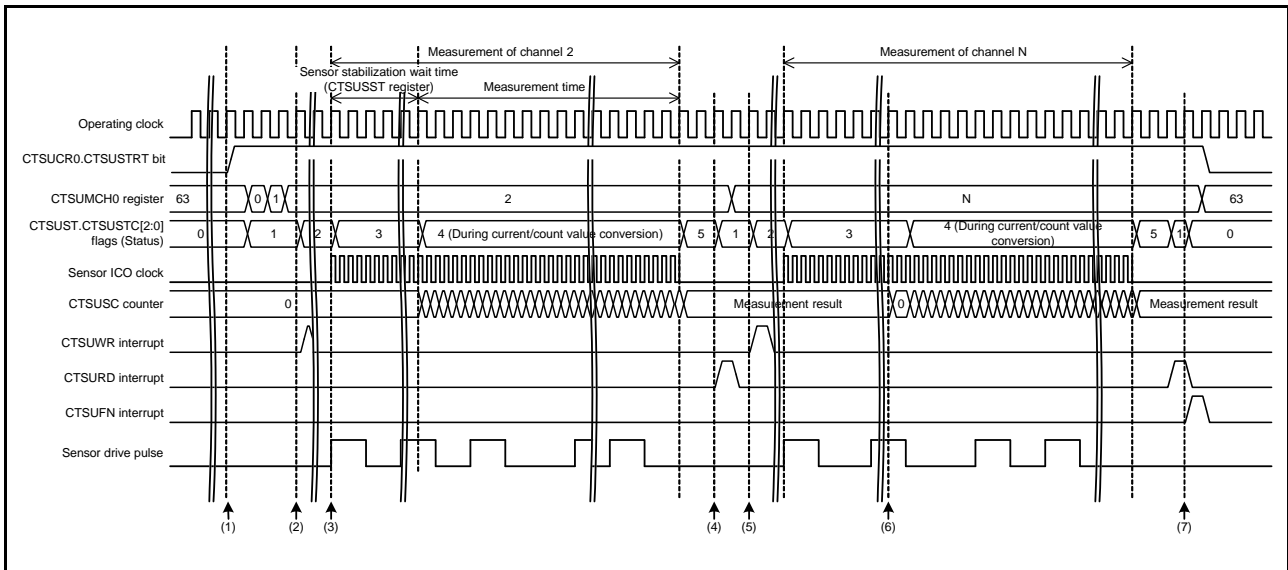 Measurement of channel 2
Measurement of channel N
Sensor stabilization wait time
(CTSUSST register)
Measurement time
Operating clock
CTSUCR0.CTSUSTRT bit
CTSUMCH0 register
63 0 1 2 N 63
CTSUST.CTSUSTC[2:0]
flags (Status)
0 1 2 3 4 (During current/count value conversion) 5 1 2 3 4 (During current/count value
conversion) 5 1 0
Sensor ICO clock
CTSUSC counter
0 Measurement result 0 Measurement result
CTSUWR interrupt
CTSURD interrupt
CTSUFN interrupt
Sensor drive pulse
(1) (2) (3) (4) (5) (6) (7)